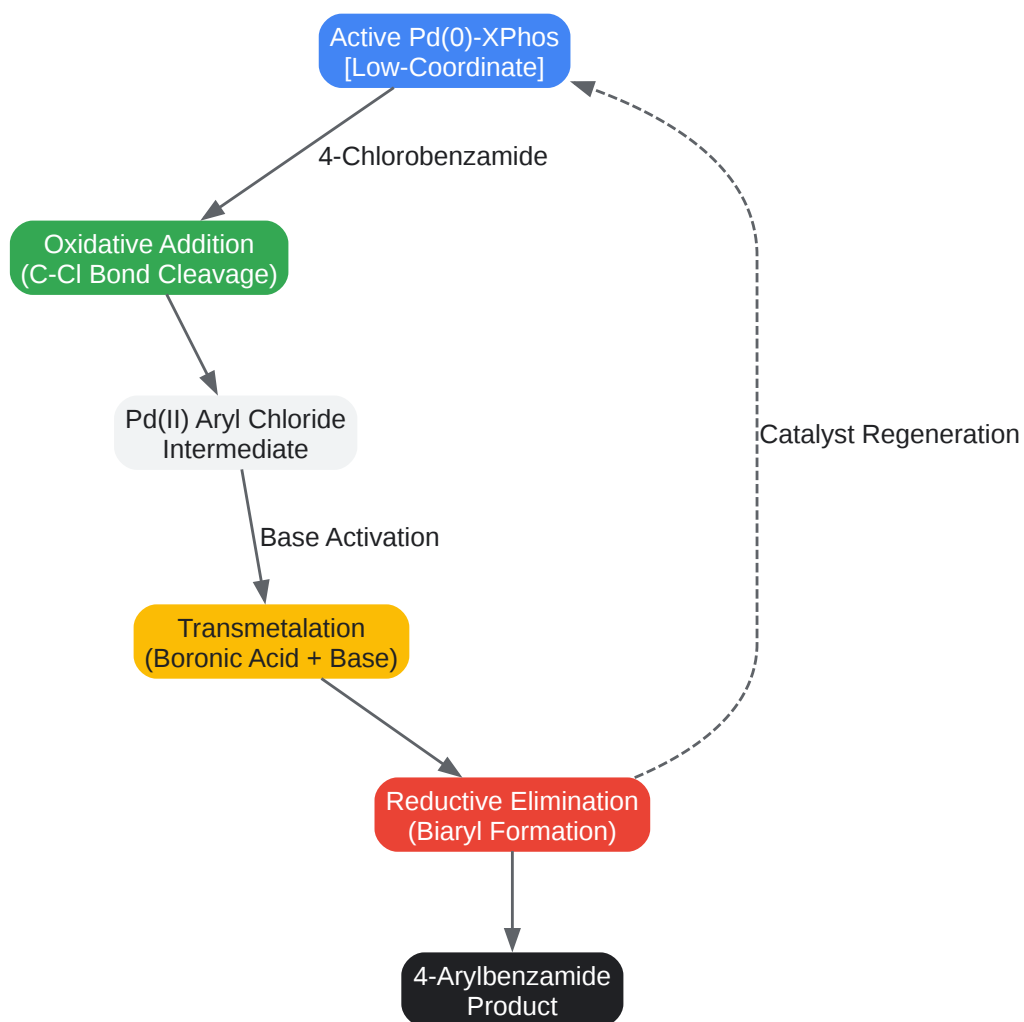 Active Pd(0)-XPhos
[Low-Coordinate]
4-Chlorobenzamide
Oxidative Addition
(C-Cl Bond Cleavage)
Pd(II) Aryl Chloride
Intermediate
Catalyst Regeneration
Base Activation
Transmetalation
(Boronic Acid + Base)
Reductive Elimination
(Biaryl Formation)
4-Arylbenzamide
Product